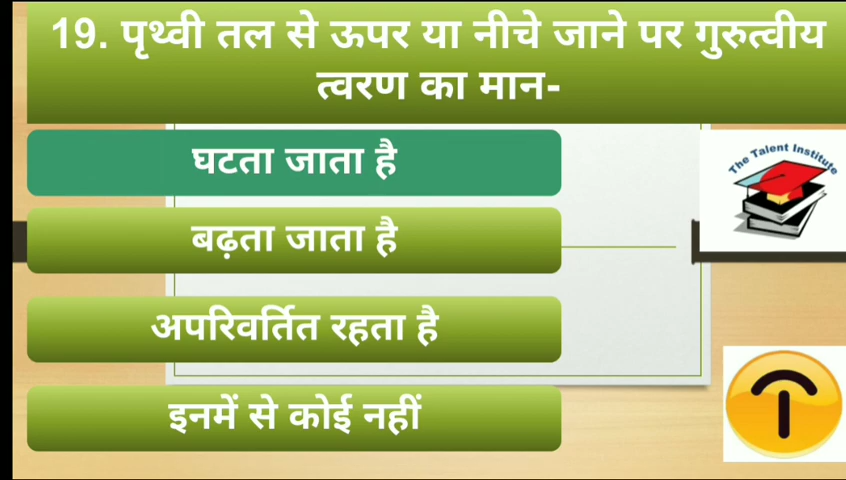 19. पृथ्वी तल से ऊपर या नीचे जाने पर गुरुत्वीय
त्वरण का मान-
घटता जाता है
The Talent Institute
बढ़ता जाता है
अपरिवर्तित रहता है
इनमें से कोई नहीं